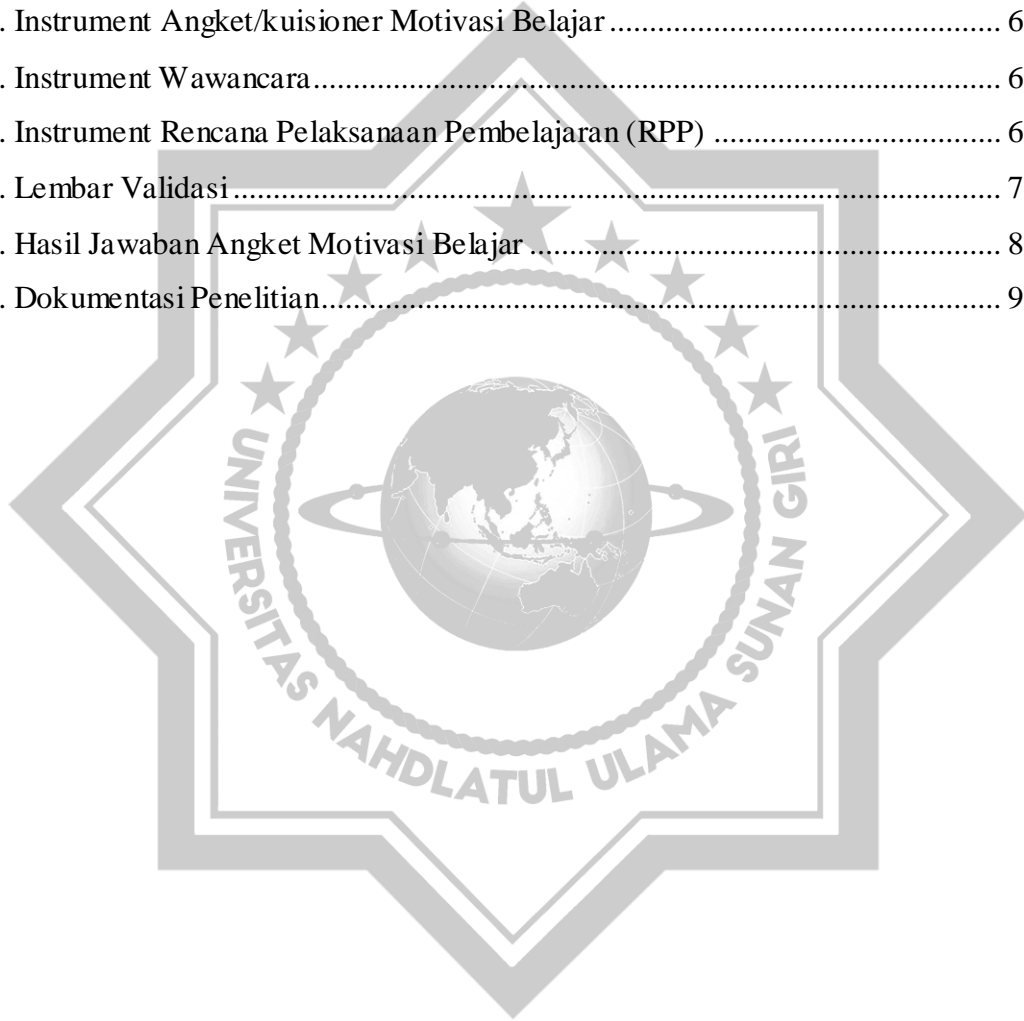 . Instrument Angket/kuisioner Motivasi Belajar ................................................. 6
. Instrument Wawancara...................................................................................... 6
. Instrument Rencana Pelaksanaan Pembelajaran (RPP) .................................... 6
. Lembar Validasi ................................................................................................ 7
. Hasil Jawaban Angket Motivasi Belajar ........................................................... 8
. Dokumentasi Penelitian..................................................................................... 9
UNIVERSITAS NAHDLATUL ULAMA SUNAN GIRI